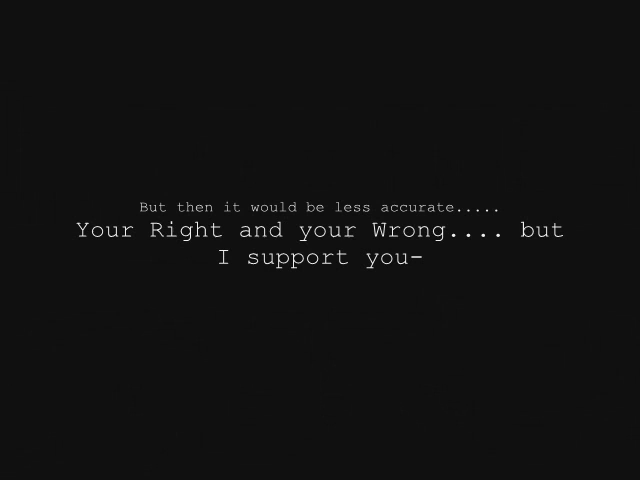 But then it would be less accurate.....
Your Right and your Wrong.... but
I support you-